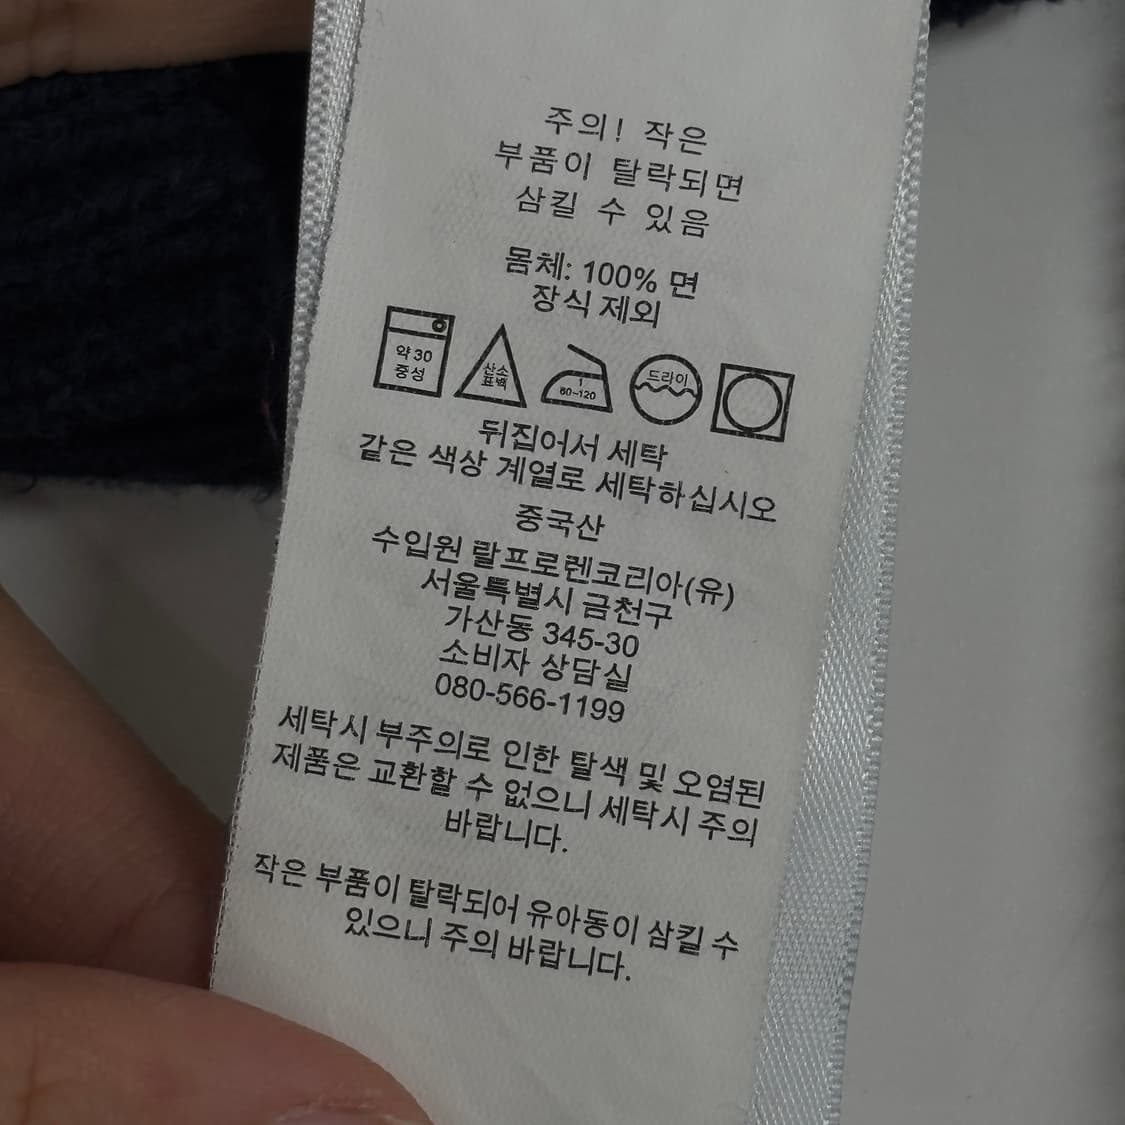 주의! 작은
부품이 탈락되면
삼킬 수 있음
몸체: 100% 면
장식 제외
약 30
중성
산소
표백
1
80~120
드라이
뒤집어서 세탁
같은 색상 계열로 세탁하십시오
중국산
수입원 랄프로렌코리아(유)
서울특별시 금천구
가산동 345-30
소비자 상담실
080-566-1199
세탁시 부주의로 인한 탈색 및 오염된
제품은 교환할 수 없으니 세탁시 주의
바랍니다.
작은 부품이 탈락되어 유아동이 삼킬 수
있으니 주의 바랍니다.